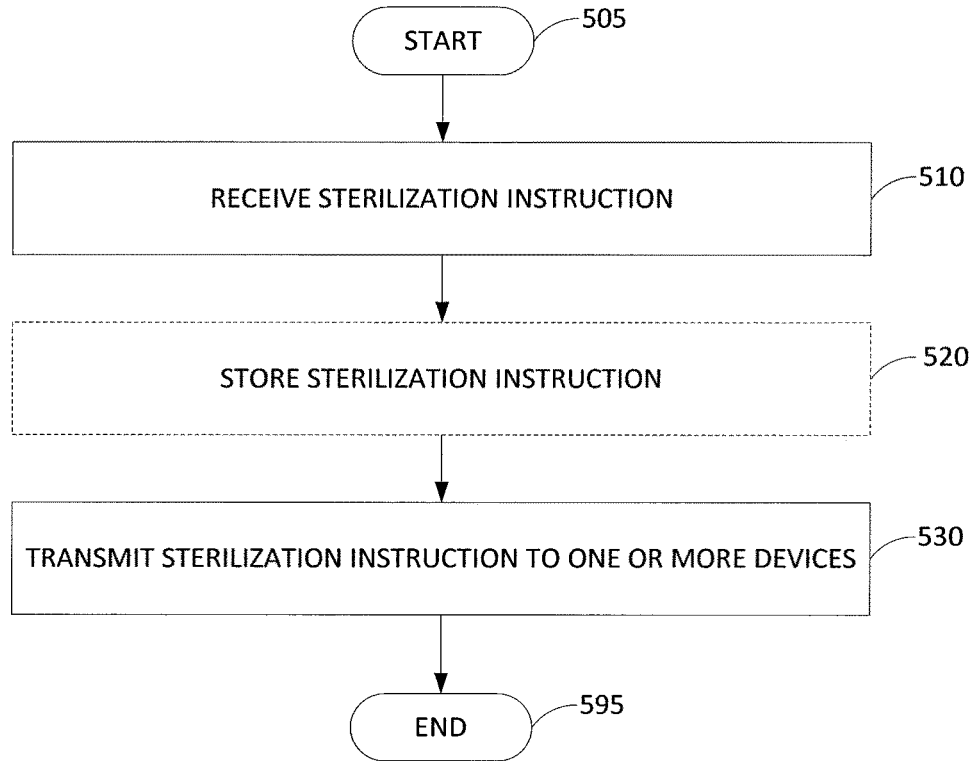 START
505
RECEIVE STERILIZATION INSTRUCTION
510
STORE STERILIZATION INSTRUCTION
520
TRANSMIT STERILIZATION INSTRUCTION TO ONE OR MORE DEVICES
530
END
595